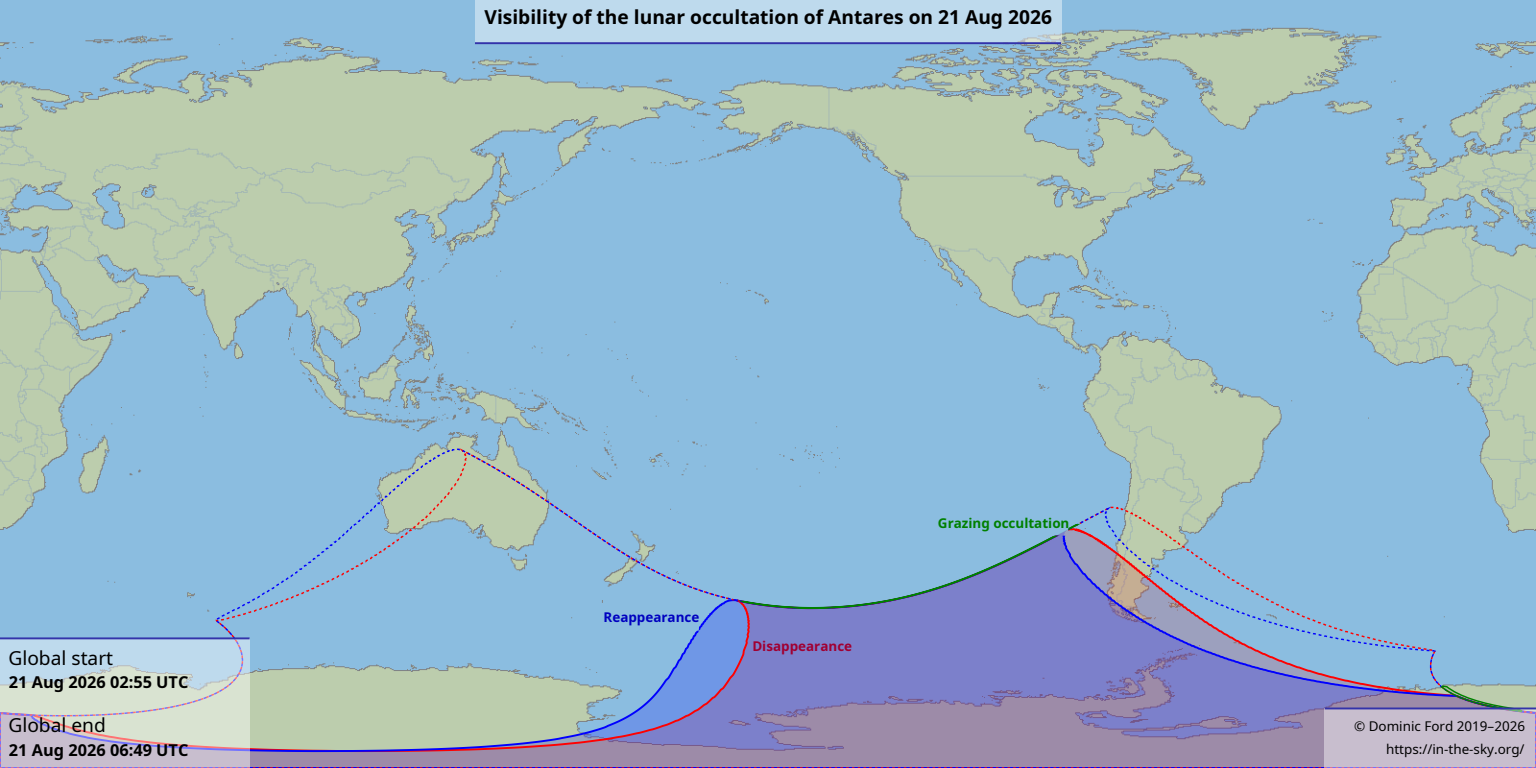 Visibility of the lunar occultation of Antares on 21 Aug 2026
Grazing occultation
Reappearance
Disappearance
Global start
21 Aug 2026 02:55 UTC
Global end
21 Aug 2026 06:49 UTC
© Dominic Ford 2019–2026
https://in-the-sky.org/